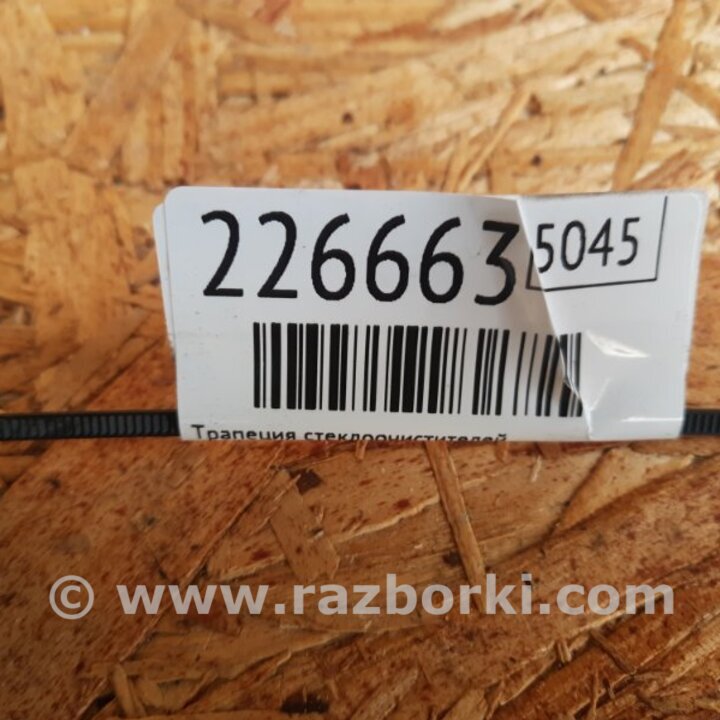 226663 5045
Трапеция стеклоочистителей
© www.razborki.com